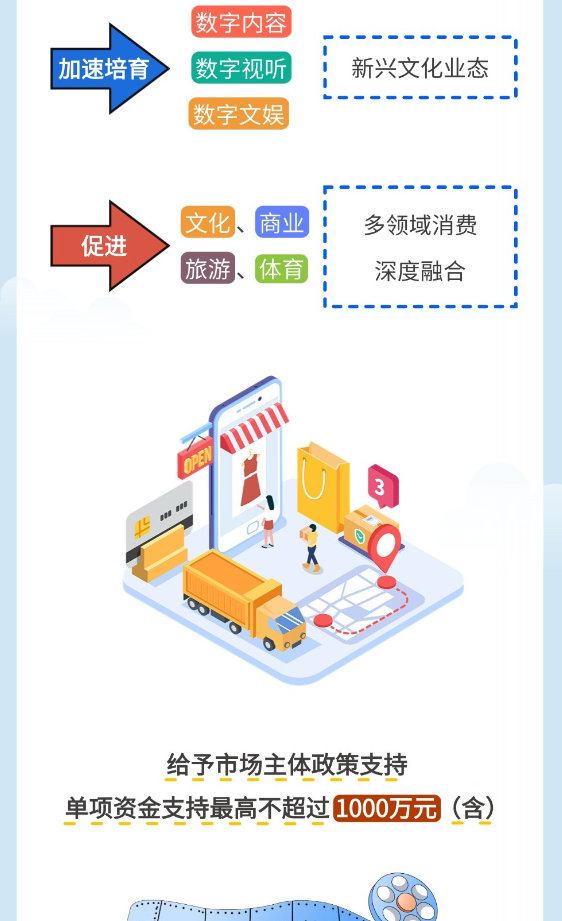 数字内容
加速培育
数字视听
新兴文化业态
数字文娱
促进
文化、商业
旅游、体育
多领域消费
深度融合
OPEN
3
给予市场主体政策支持
单项资金支持最高不超过1000万元（含）